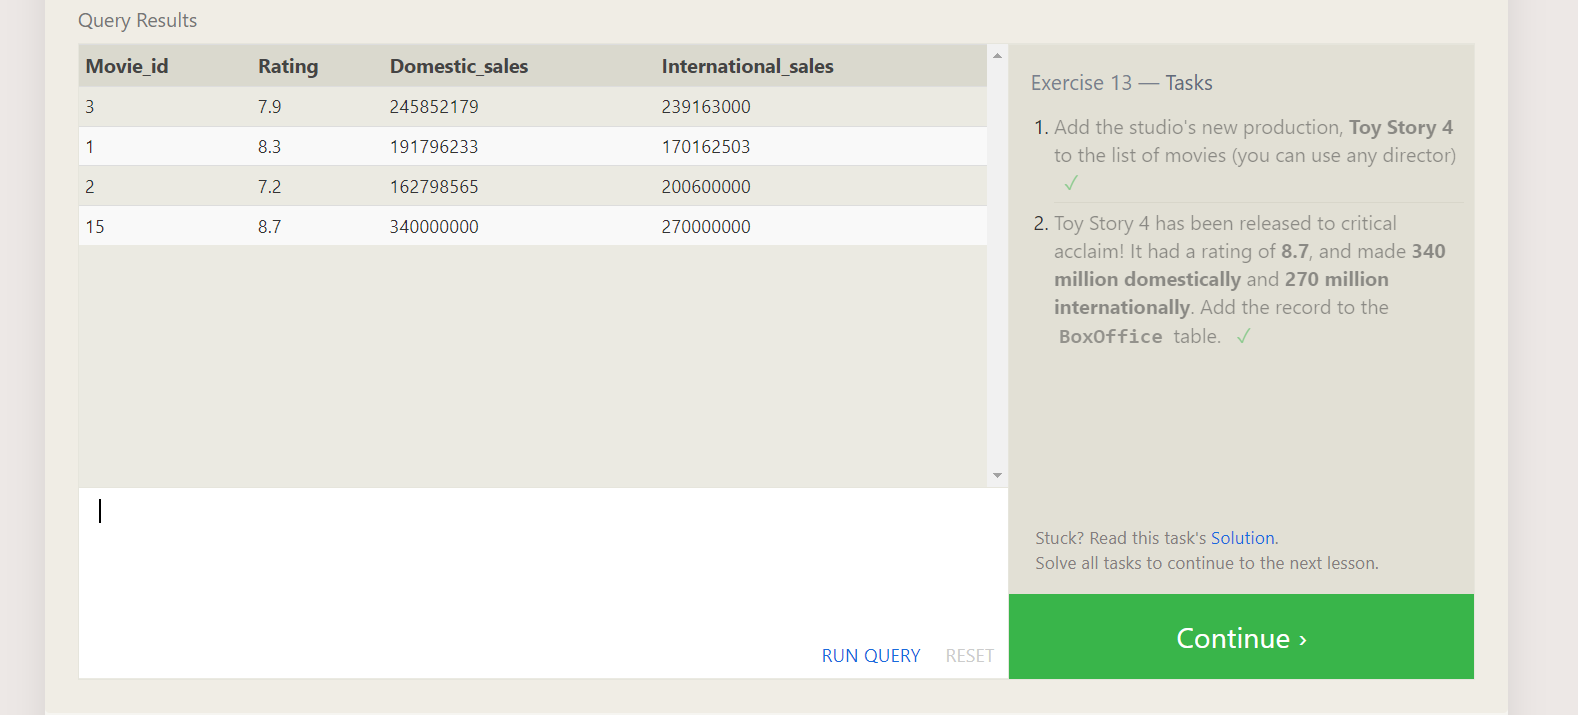 Query Results
Movie_id Rating Domestic_sales International_sales
3 7.9 245852179 239163000
1 8.3 191796233 170162503
2 7.2 162798565 200600000
15 8.7 340000000 270000000
RUN QUERY RESET
Exercise 13 — Tasks
1. Add the studio's new production, Toy Story 4
to the list of movies (you can use any director)
✓
2. Toy Story 4 has been released to critical
acclaim! It had a rating of 8.7, and made 340
million domestically and 270 million
internationally. Add the record to the
BoxOffice table. ✓
Stuck? Read this task's Solution.
Solve all tasks to continue to the next lesson.
Continue ›